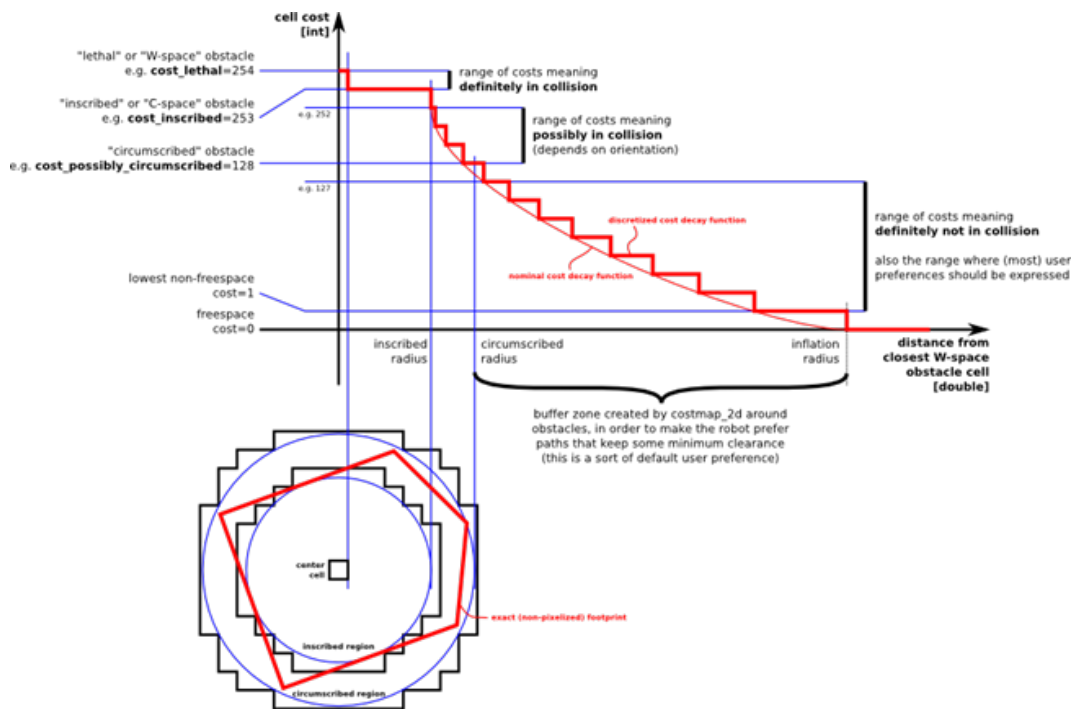 cell cost
[int]
"lethal" or "W-space" obstacle
e.g. cost_lethal=254
range of costs meaning
definitely in collision
"inscribed" or "C-space" obstacle
e.g. cost_inscribed=253
e.g. 252
range of costs meaning
possibly in collision
(depends on orientation)
"circumscribed" obstacle
e.g. cost_possibly_circumscribed=128
e.g. 127
range of costs meaning
definitely not in collision
also the range where (most) user
preferences should be expressed
discretized cost decay function
nominal cost decay function
lowest non-freespace
cost=1
freespace
cost=0
inscribed
radius
circumscribed
radius
inflation
radius
distance from
closest W-space
obstacle cell
[double]
buffer zone created by costmap_2d around
obstacles, in order to make the robot prefer
paths that keep some minimum clearance
(this is a sort of default user preference)
center
cell
exact (non-pixelized) footprint
inscribed region
circumscribed region